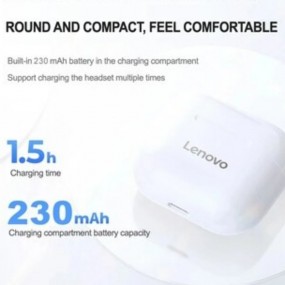 ROUND AND COMPACT, FEEL COMFORTABLE
Built-in 230 mAh battery in the charging compartment
Support charging the headset multiple times
Lenovo
1.5h
Charging time
230mAh
Charging compartment battery capacity